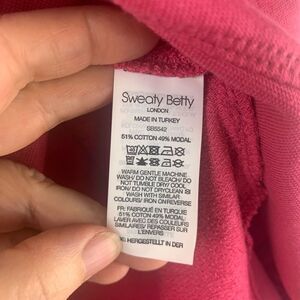 Sweaty Betty
LONDON
MADE IN TURKEY
SB5542
51% COTTON 49% MODAL
WARM GENTLE MACHINE
WASH/ DO NOT BLEACH/ DO
NOT TUMBLE DRY/ COOL
IRON/ DO NOT DRYCLEAN
WASH WITH SIMILAR
COLOURS/ IRON ON REVERSE
FR: FABRIQUÉ EN TURQUIE
51% COTON 49% MODAL
LAVER AVEC DES COULEURS
SIMILAIRES/ REPASSER SUR
L'ENVERS
DE: HERGESTELLT IN DER